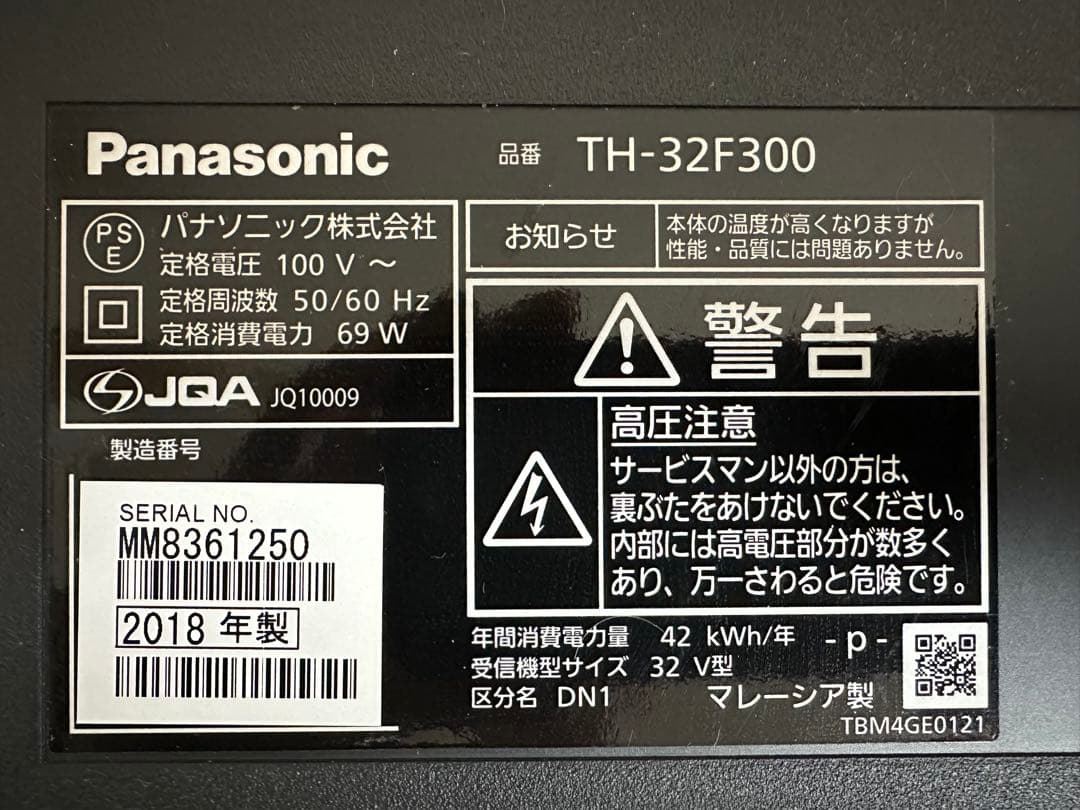 Panasonic
品番 TH-32F300
PS
E
パナソニック株式会社
定格電圧 100 V ～
定格周波数 50/60 Hz
定格消費電力 69 W
JQA JQ10009
製造番号
SERIAL NO.
MM8361250
2018 年製
お知らせ
本体の温度が高くなりますが
性能・品質には問題ありません。
警告
高圧注意
サービスマン以外の方は、
裏ぶたをあけないでください。
内部には高電圧部分が数多く
あり、万一さわると危険です。
年間消費電力量 42 kWh/年
受信機型サイズ 32 V型
区分名 DN1
- p -
マレーシア製
TBM4GE0121